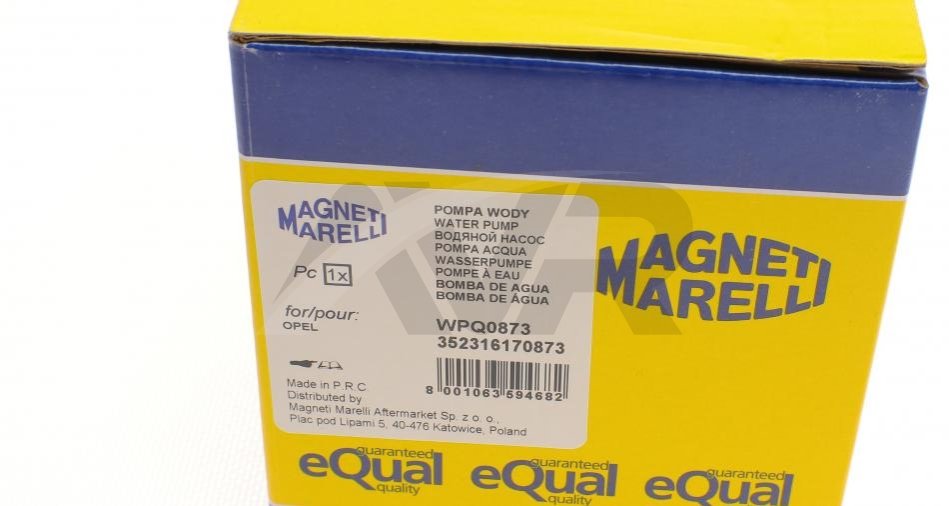 MAGNETI
MARELLI
Pc 1x
for/pour:
OPEL
POMPA WODY
WATER PUMP
ВОДЯНОЙ НАСОС
POMPA ACQUA
WASSERPUMPE
POMPE À EAU
BOMBA DE AGUA
BOMBA DE ÁGUA
WPQ0873
352316170873
8 001063 594682
Made in P.R.C.
Distributed by
Magneti Marelli Aftermarket Sp. z o. o.,
Plac pod Lipami 5, 40-476 Katowice, Poland
MAGNETI
MARELLI
AVR
guaranteed
eQual
quality
guaranteed
eQual
quality
guaranteed
eQual